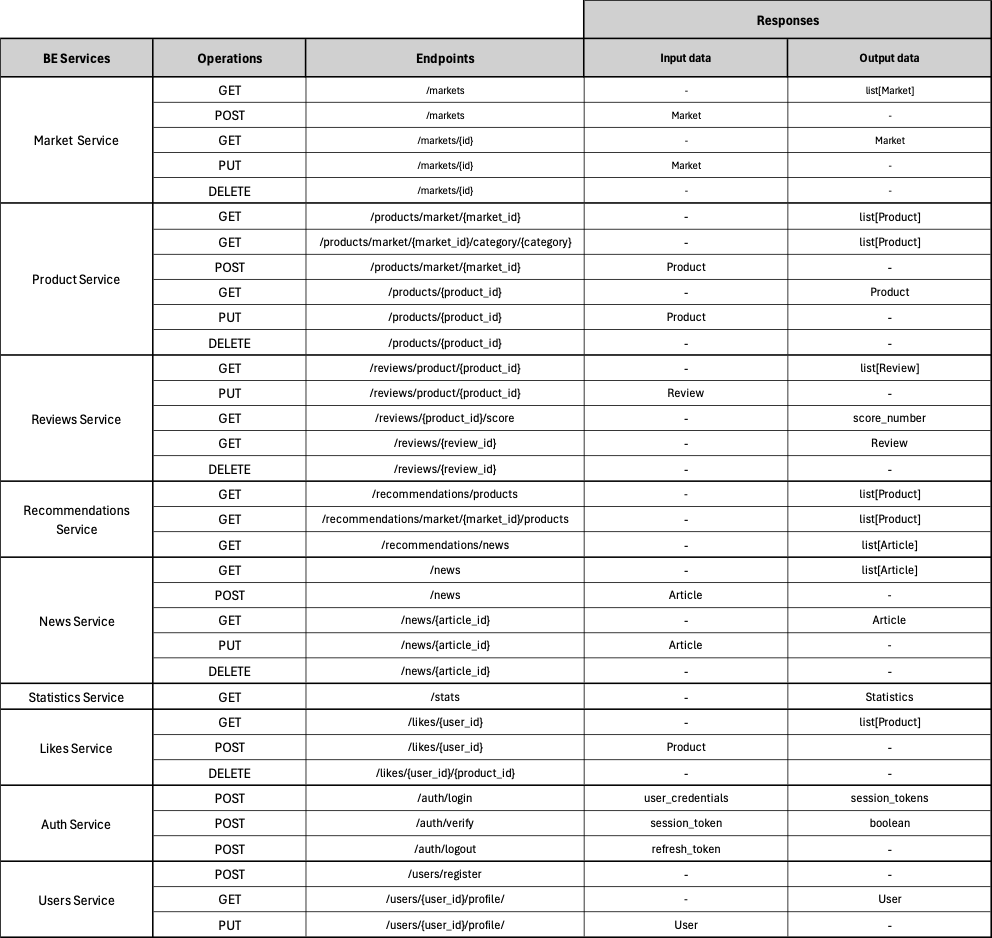 Responses
BE Services Operations Endpoints Input data Output data
Market Service
GET /markets - list[Market]
POST /markets Market -
GET /markets/{id} - Market
PUT /markets/{id} Market -
DELETE /markets/{id} - -
Product Service
GET /products/market/{market_id} - list[Product]
GET /products/market/{market_id}/category/{category} - list[Product]
POST /products/market/{market_id} Product -
GET /products/{product_id} - Product
PUT /products/{product_id} Product -
DELETE /products/{product_id} - -
Reviews Service
GET /reviews/product/{product_id} - list[Review]
PUT /reviews/product/{product_id} Review -
GET /reviews/{product_id}/score - score_number
GET /reviews/{review_id} - Review
DELETE /reviews/{review_id} - -
Recommendations
Service
GET /recommendations/products - list[Product]
GET /recommendations/market/{market_id}/products - list[Product]
GET /recommendations/news - list[Article]
News Service
GET /news - list[Article]
POST /news Article -
GET /news/{article_id} - Article
PUT /news/{article_id} Article -
DELETE /news/{article_id} - -
Statistics Service
GET /stats - Statistics
Likes Service
GET /likes/{user_id} - list[Product]
POST /likes/{user_id} Product -
DELETE /likes/{user_id}/{product_id} - -
Auth Service
POST /auth/login user_credentials session_tokens
POST /auth/verify session_token boolean
POST /auth/logout refresh_token -
Users Service
POST /users/register - -
GET /users/{user_id}/profile/ - User
PUT /users/{user_id}/profile/ User -